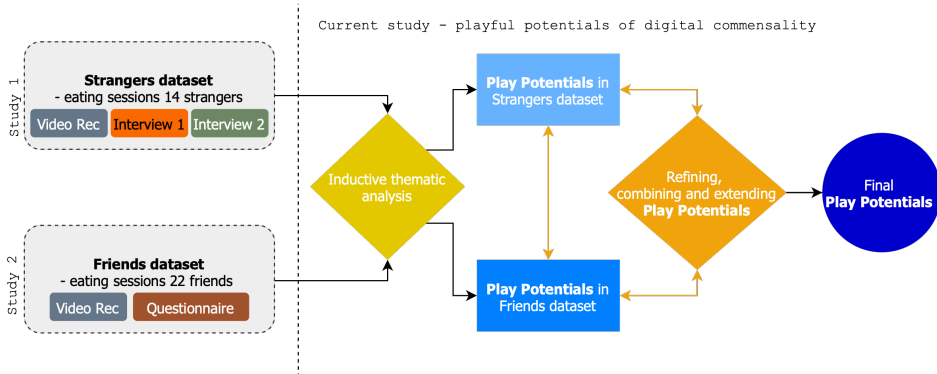 Current study - playful potentials of digital commensality
Study 1
Strangers dataset
- eating sessions 14 strangers
Video Rec
Interview 1
Interview 2
Study 2
Friends dataset
- eating sessions 22 friends
Video Rec
Questionnaire
Inductive thematic
analysis
Play Potentials in
Strangers dataset
Play Potentials in
Friends dataset
Refining,
combining and extending
Play Potentials
Final
Play Potentials